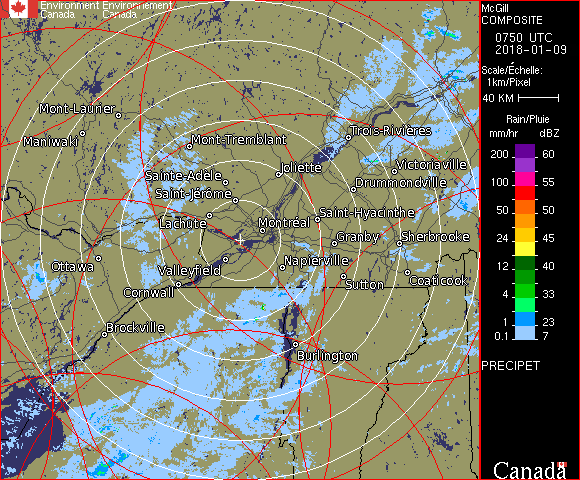 Environment Environnement
Canada Canada
McGill
COMPOSITE
0750 UTC
2018-01-09
Scale/Échelle:
1km/Pixel
40 KM
Rain/Pluie
mm/hr dBZ
200 60
100 55
50 50
24 45
12 40
4 33
1 23
0.1 7
PRECIPET
Canada
Mont-Laurier
Maniwaki
Mont-Tremblant
Trois-Rivières
Joliette
Victoriaville
Sainte-Adèle
Drummondville
Saint-Jérôme
Saint-Hyacinthe
Lachute
Montréal
Granby
Sherbrooke
Ottawa
Valleyfield
Napierville
Cornwall
Sutton
Coaticook
Brockville
Burlington